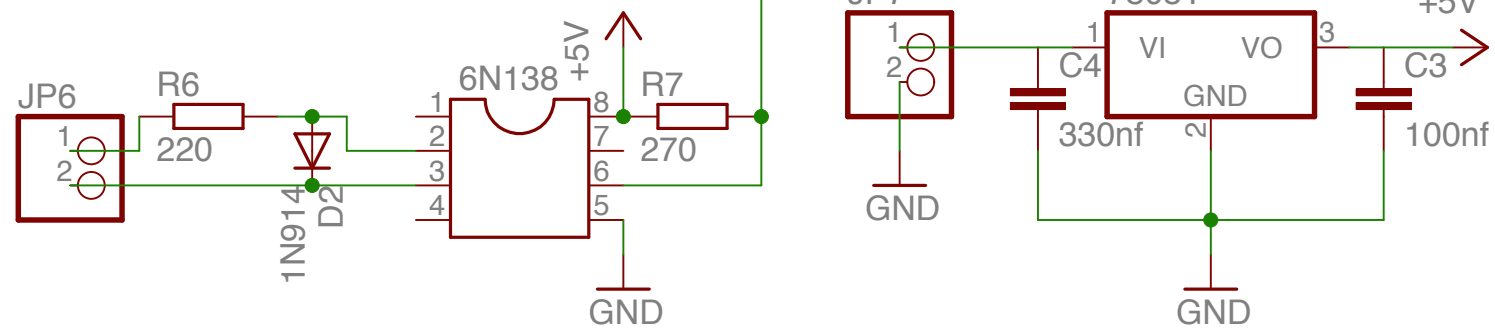 JP6
1
2
R6
220
1N914
D2
6N138
+5V
1
2
3
4
8
7
6
5
R7
270
GND
1
2
GND
1
VI
VO
3
GND
2
C4
330nf
+5V
C3
100nf
GND